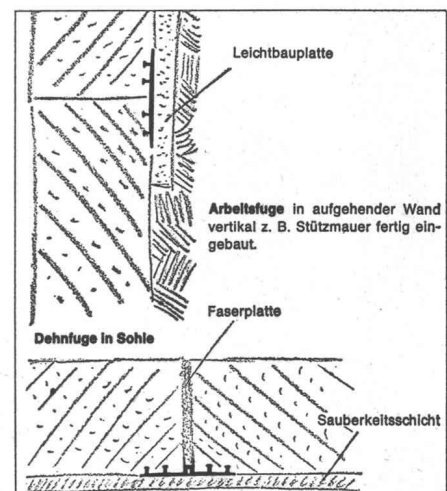 Leichtbauplatte
Arbeitsfuge in aufgehender Wand
vertikal z. B. Stützmauer fertig ein-
gebaut.
Dehnfuge in Sohle
Faserplatte
Sauberkeitsschicht